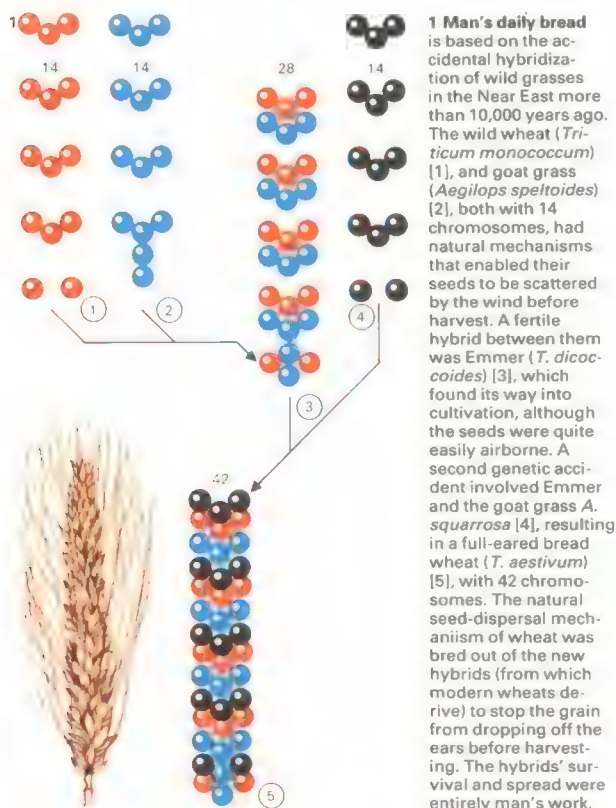 1
14
14
28
14
1
2
4
3
42
5
1 Man's daily bread
is based on the ac-
cidental hybridiza-
tion of wild grasses
in the Near East more
than 10,000 years ago.
The wild wheat (Tri-
ticum monococcum)
[1], and goat grass
(Aegilops speltoides)
[2], both with 14
chromosomes, had
natural mechanisms
that enabled their
seeds to be scattered
by the wind before
harvest. A fertile
hybrid between them
was Emmer (T. dicoc-
coides) [3], which
found its way into
cultivation, although
the seeds were quite
easily airborne. A
second genetic acci-
dent involved Emmer
and the goat grass A.
squarrosa [4], resulting
in a full-eared bread
wheat (T. aestivum)
[5], with 42 chromo-
somes. The natural
seed-dispersal mech-
aniism of wheat was
bred out of the new
hybrids (from which
modern wheats de-
rive) to stop the grain
from dropping off the
ears before harvest-
ing. The hybrids' sur-
vival and spread were
entirely man's work.